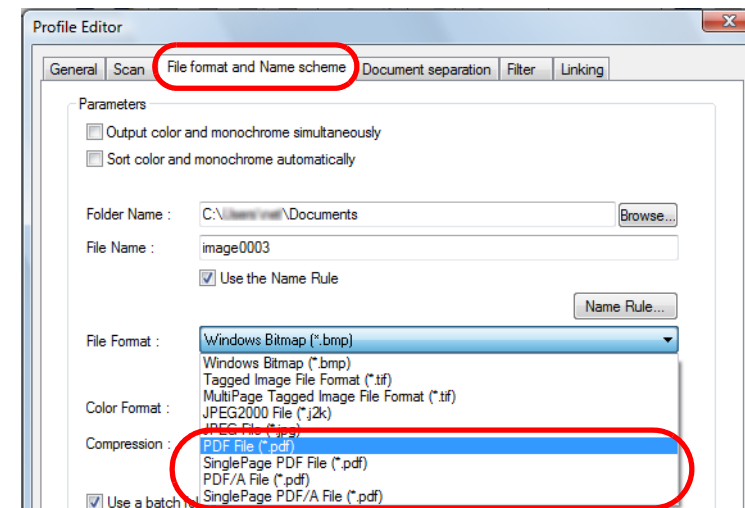 Profile Editor
General Scan File format and Name scheme Document separation Filter Linking
Parameters
Output color and monochrome simultaneously
Sort color and monochrome automatically
Folder Name : C:\ \Documents Browse...
File Name : image0003
Use the Name Rule
Name Rule...
File Format : Windows Bitmap (*.bmp)
Windows Bitmap (*.bmp)
Tagged Image File Format (*.tif)
MultiPage Tagged Image File Format (*.tif)
Color Format : JPEG2000 File (*.j2k)
JPEG File (*.jpg)
Compression : PDF File (*.pdf)
SinglePage PDF File (*.pdf)
PDF/A File (*.pdf)
Use a batch SinglePage PDF/A File (*.pdf)